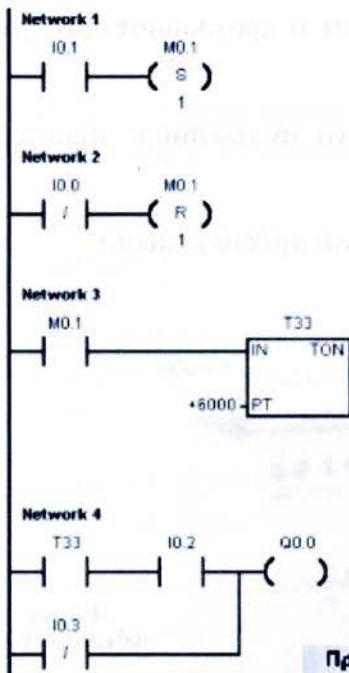 Network 1
I0.1 M0.1
S
1
Network 2
I0.0 M0.1
/ R
1
Network 3
M0.1 T33
IN TON
+6000 PT
Network 4
T33 I0.2 Q0.0
I0.3
/